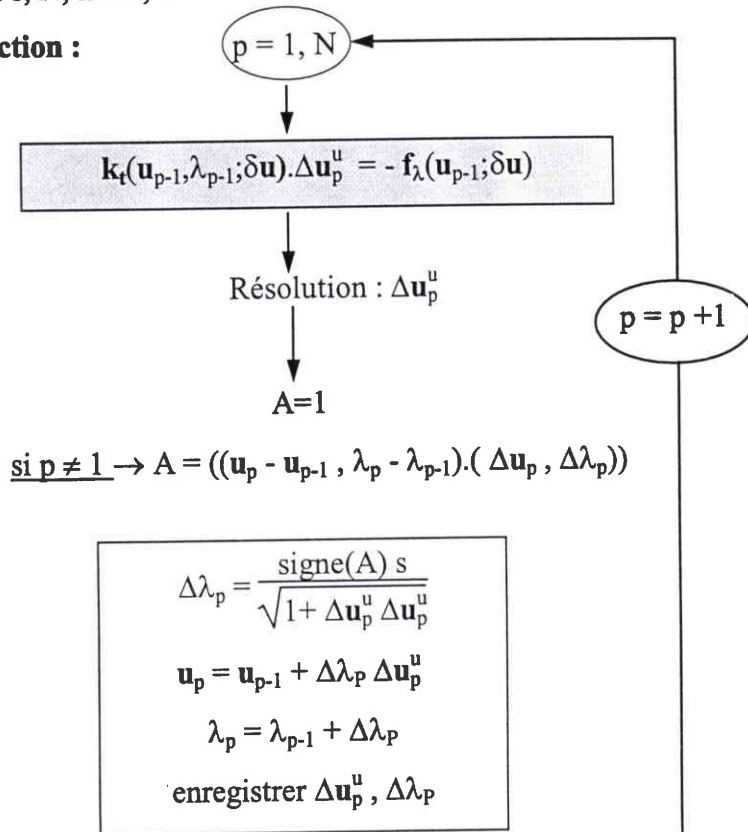 ction :
p = 1, N
k_t(u_{p-1},λ_{p-1};δu).Δu_p^u = - f_λ(u_{p-1};δu)
Résolution : Δu_p^u
p = p +1
A=1
si p ≠ 1 → A = ((u_p - u_{p-1} , λ_p - λ_{p-1}).( Δu_p , Δλ_p))
Δλ_p = signe(A) s / √(1+ Δu_p^u Δu_p^u)
u_p = u_{p-1} + Δλ_P Δu_p^u
λ_p = λ_{p-1} + Δλ_P
enregistrer Δu_p^u , Δλ_P